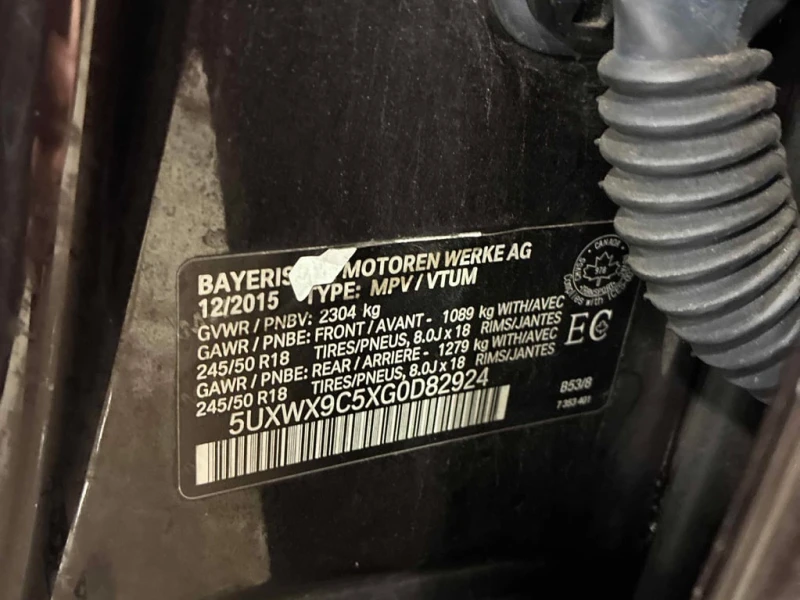 BAYERIS MOTOREN WERKE AG
12/2015 TYPE: MPV / VTUM
GVWR / PNBV: 2304 kg
GAWR / PNBE: FRONT / AVANT - 1089 kg WITH/AVEC
245/50 R18 TIRES/PNEUS, 8.0J x 18 RIMS/JANTES
GAWR / PNBE: REAR / ARRIERE - 1279 kg WITH/AVEC
245/50 R18 TIRES/PNEUS, 8.0J x 18 RIMS/JANTES
5UXWX9C5XG0D82924
CANADA
EC
B53/8
7 353 401